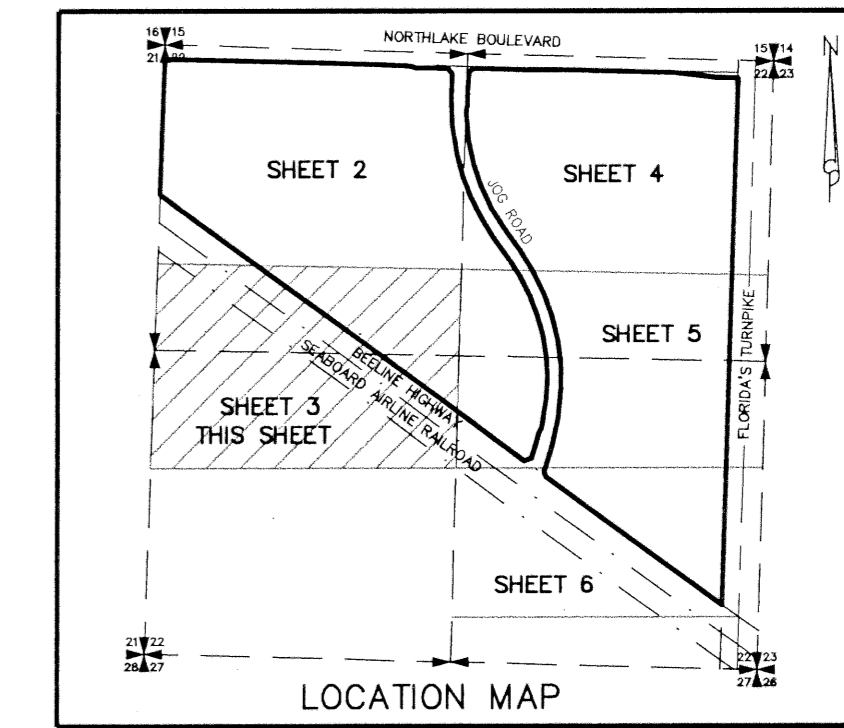 16 15
NORTHLAKE BOULEVARD
15 14
21
22 23
N
SHEET 2
SHEET 4
JOG ROAD
SHEET 5
FLORIDA'S TURNPIKE
BEELINE HIGHWAY
SEABOARD AIRLINE RAILROAD
SHEET 3
THIS SHEET
SHEET 6
21 22
28 27
22 23
27 26
LOCATION MAP